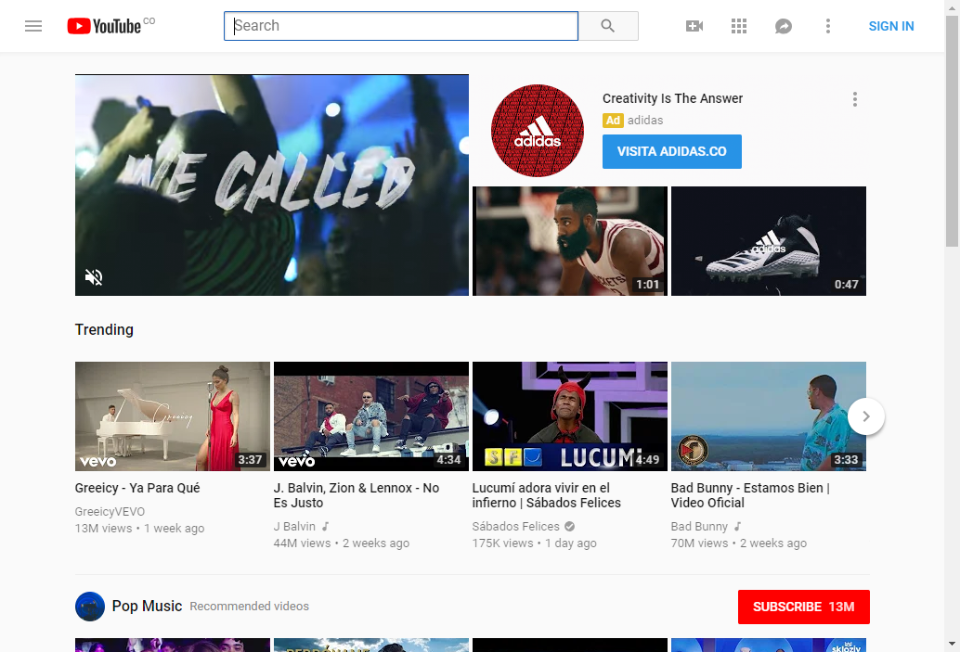 YouTube CO
Search
SIGN IN
WE CALLED
Creativity Is The Answer
Ad adidas
VISITA ADIDAS.CO
adidas
1:01
adidas
0:47
Trending
Greeicy
vevo
3:37
vevo
4:34
SF
LUCUMÍ
4:49
3:33
Greeicy - Ya Para Qué
GreeicyVEVO
13M views • 1 week ago
J. Balvin, Zion & Lennox - No
Es Justo
J Balvin
44M views • 2 weeks ago
Lucumí adora vivir en el
infierno | Sábados Felices
Sábados Felices
175K views • 1 day ago
Bad Bunny - Estamos Bien |
Video Oficial
Bad Bunny
70M views • 2 weeks ago
Pop Music Recommended videos
SUBSCRIBE 13M